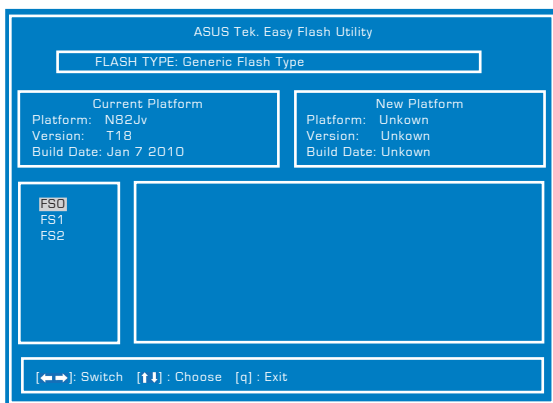 ASUS Tek. Easy Flash Utility
FLASH TYPE: Generic Flash Type
Current Platform
Platform: N82Jv
Version: T18
Build Date: Jan 7 2010
New Platform
Platform: Unkown
Version: Unkown
Build Date: Unkown
FS0
FS1
FS2
[←→]: Switch [↑↓] : Choose [q] : Exit